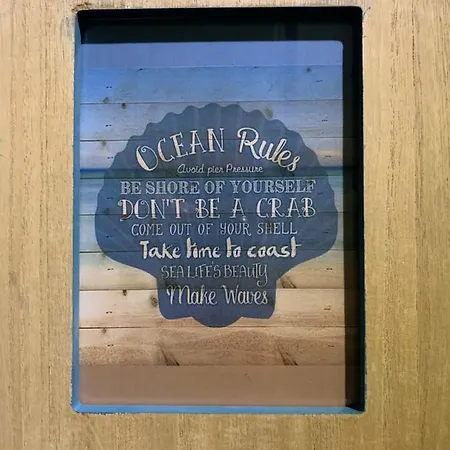 OCEAN Rules
Avoid pier Pressure
BE SHORE OF YOURSELF
DON'T BE A CRAB
COME OUT OF YOUR SHELL
Take time to coast
SEA LIFE'S BEAUTY
Make Waves